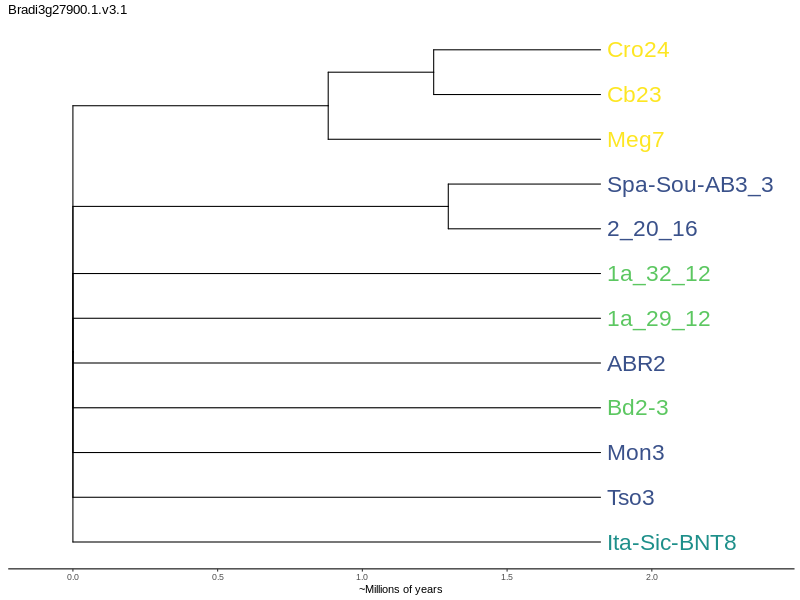 Bradi3g27900.1.v3.1
Cro24
Cb23
Meg7
Spa-Sou-AB3_3
2_20_16
1a_32_12
1a_29_12
ABR2
Bd2-3
Mon3
Tso3
Ita-Sic-BNT8
0.0 0.5 1.0 1.5 2.0
~Millions of years